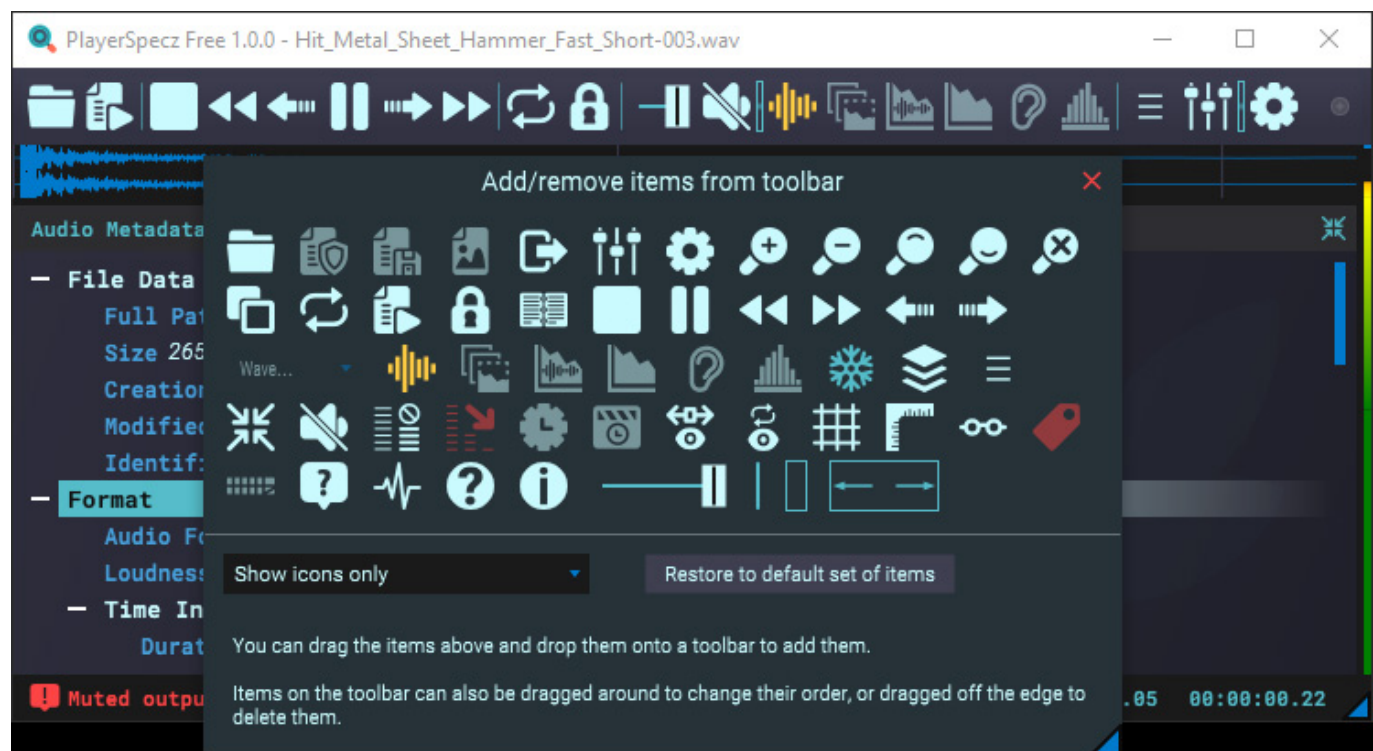 PlayerSpecz Free 1.0.0 - Hit_Metal_Sheet_Hammer_Fast_Short-003.wav
Add/remove items from toolbar
Audio Metadata
File Data
Full Pat
Size 265
Creation
Wave...
Modified
Identifi
Format
Audio Fo
Loudness
Show icons only
Restore to default set of items
Time In
Durat
You can drag the items above and drop them onto a toolbar to add them.
Items on the toolbar can also be dragged around to change their order, or dragged off the edge to
delete them.
Muted outpu
.05 00:00:00.22